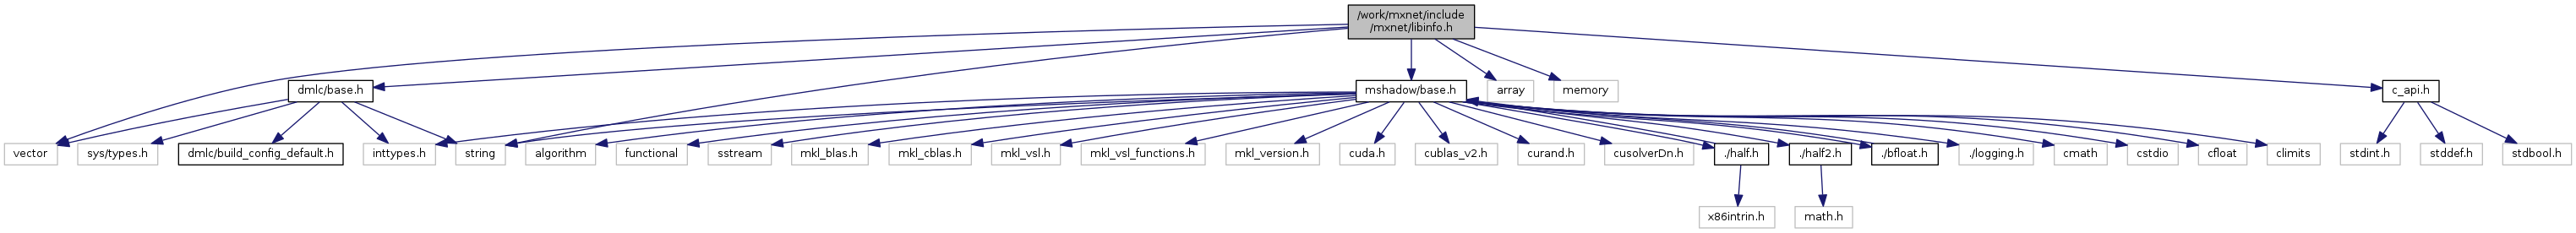 /work/mxnet/include
/mxnet/libinfo.h
dmlc/base.h
mshadow/base.h
array
memory
c_api.h
vector
sys/types.h
dmlc/build_config_default.h
inttypes.h
string
algorithm
functional
sstream
mkl_blas.h
mkl_cblas.h
mkl_vsl.h
mkl_vsl_functions.h
mkl_version.h
cuda.h
cublas_v2.h
curand.h
cusolverDn.h
./half.h
./half2.h
./bfloat.h
./logging.h
cmath
cstdio
cfloat
climits
stdint.h
stddef.h
stdbool.h
x86intrin.h
math.h